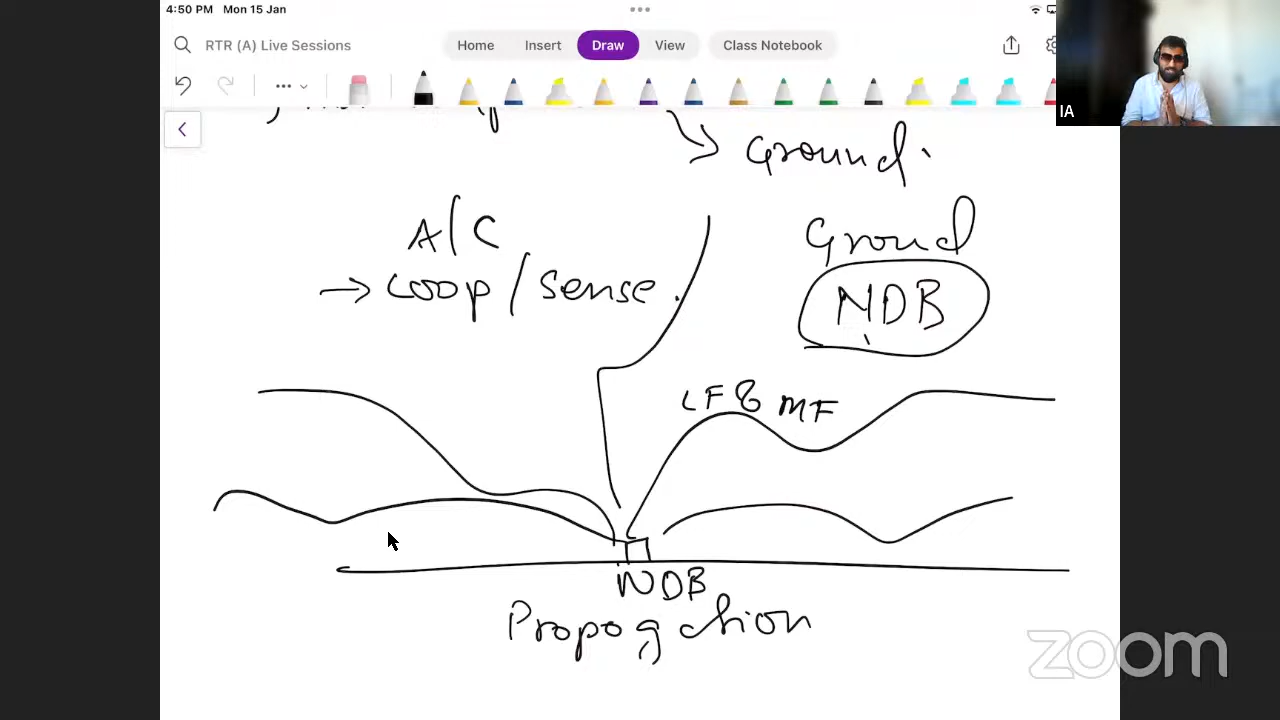 4:50 PM Mon 15 Jan
RTR (A) Live Sessions
Home Insert Draw View Class Notebook
IA
Ground.
A/C
Groud
→ Loop / Sense.
NDB
LF & MF
NDB
Propogation
zoom